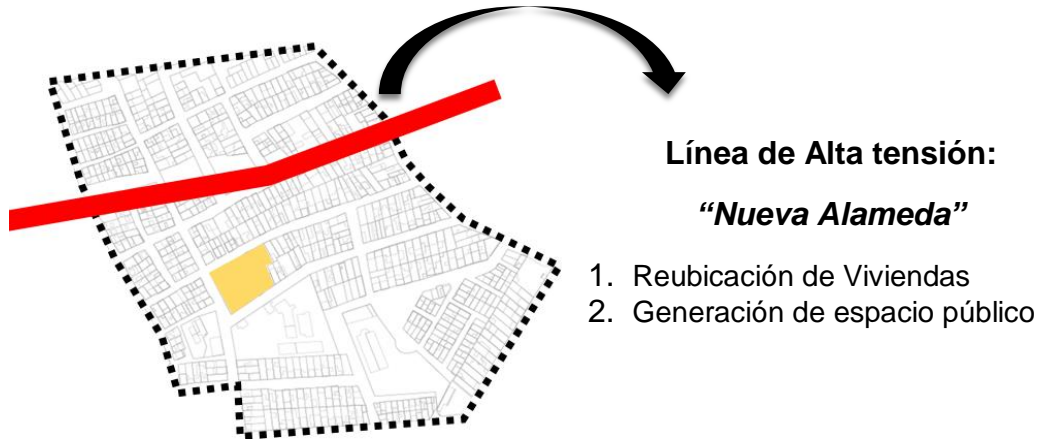 Línea de Alta tensión:
“Nueva Alameda”
1. Reubicación de Viviendas
2. Generación de espacio público